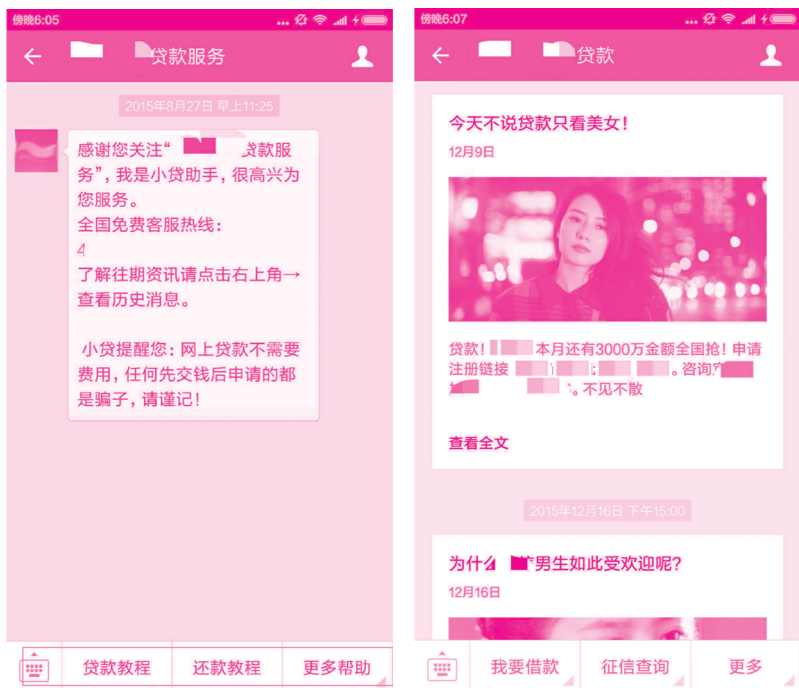 傍晚6:05
贷款服务
2015年8月27日 早上11:25
感谢您关注“ 贷款服
务”，我是小贷助手，很高兴为
您服务。
全国免费客服热线：
4
了解往期资讯请点击右上角→
查看历史消息。
小贷提醒您：网上贷款不需要
费用，任何先交钱后申请的都
是骗子，请谨记！
贷款教程
还款教程
更多帮助
傍晚6:07
贷款
今天不说贷款只看美女！
12月9日
贷款！ 本月还有3000万金额全国抢！申请
注册链接 。咨询
。不见不散
查看全文
2015年12月16日 下午15:00
为什么 男生如此受欢迎呢？
12月16日
我要借款
征信查询
更多